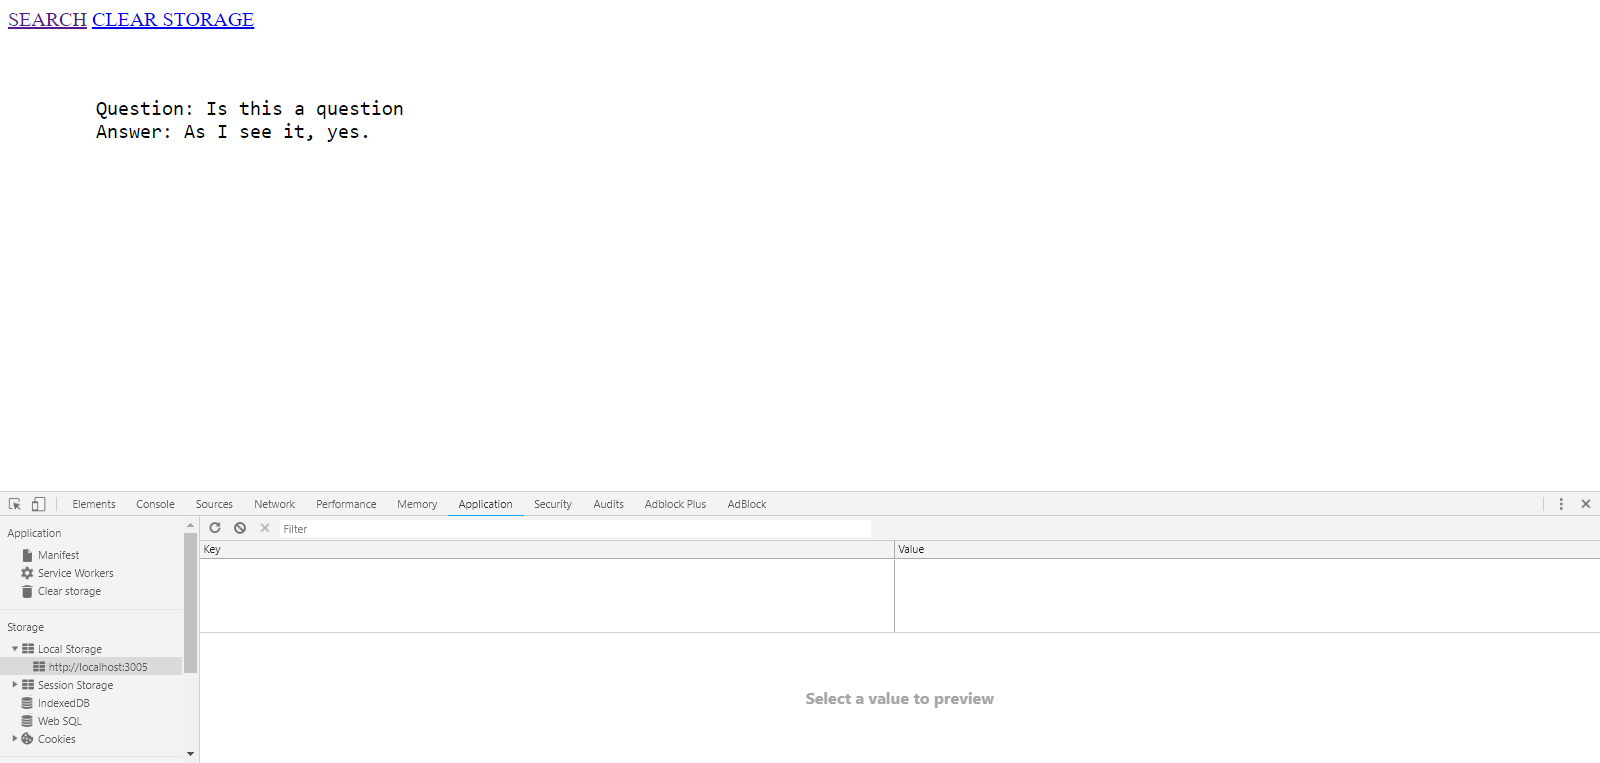 SEARCH CLEAR STORAGE
Question: Is this a question
Answer: As I see it, yes.
Elements Console Sources Network Performance Memory Application Security Audits Adblock Plus AdBlock
Application
Manifest
Service Workers
Clear storage
Storage
Local Storage
http://localhost:3005
Session Storage
IndexedDB
Web SQL
Cookies
Filter
Key Value
Select a value to preview